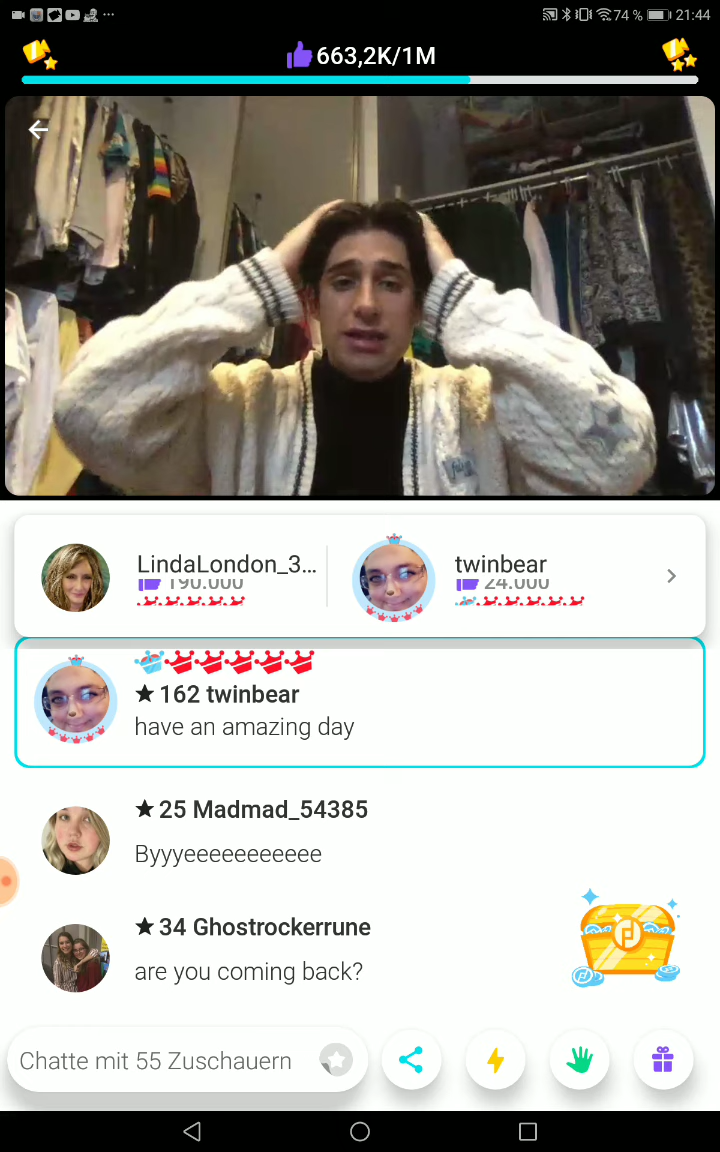 74 % 21:44
663,2K/1M
LindaLondon_3...
190.000
twinbear
24.000
162 twinbear
have an amazing day
25 Madmad_54385
Byyyeeeeeeeeeee
34 Ghostrockerrune
are you coming back?
Chatte mit 55 Zuschauern